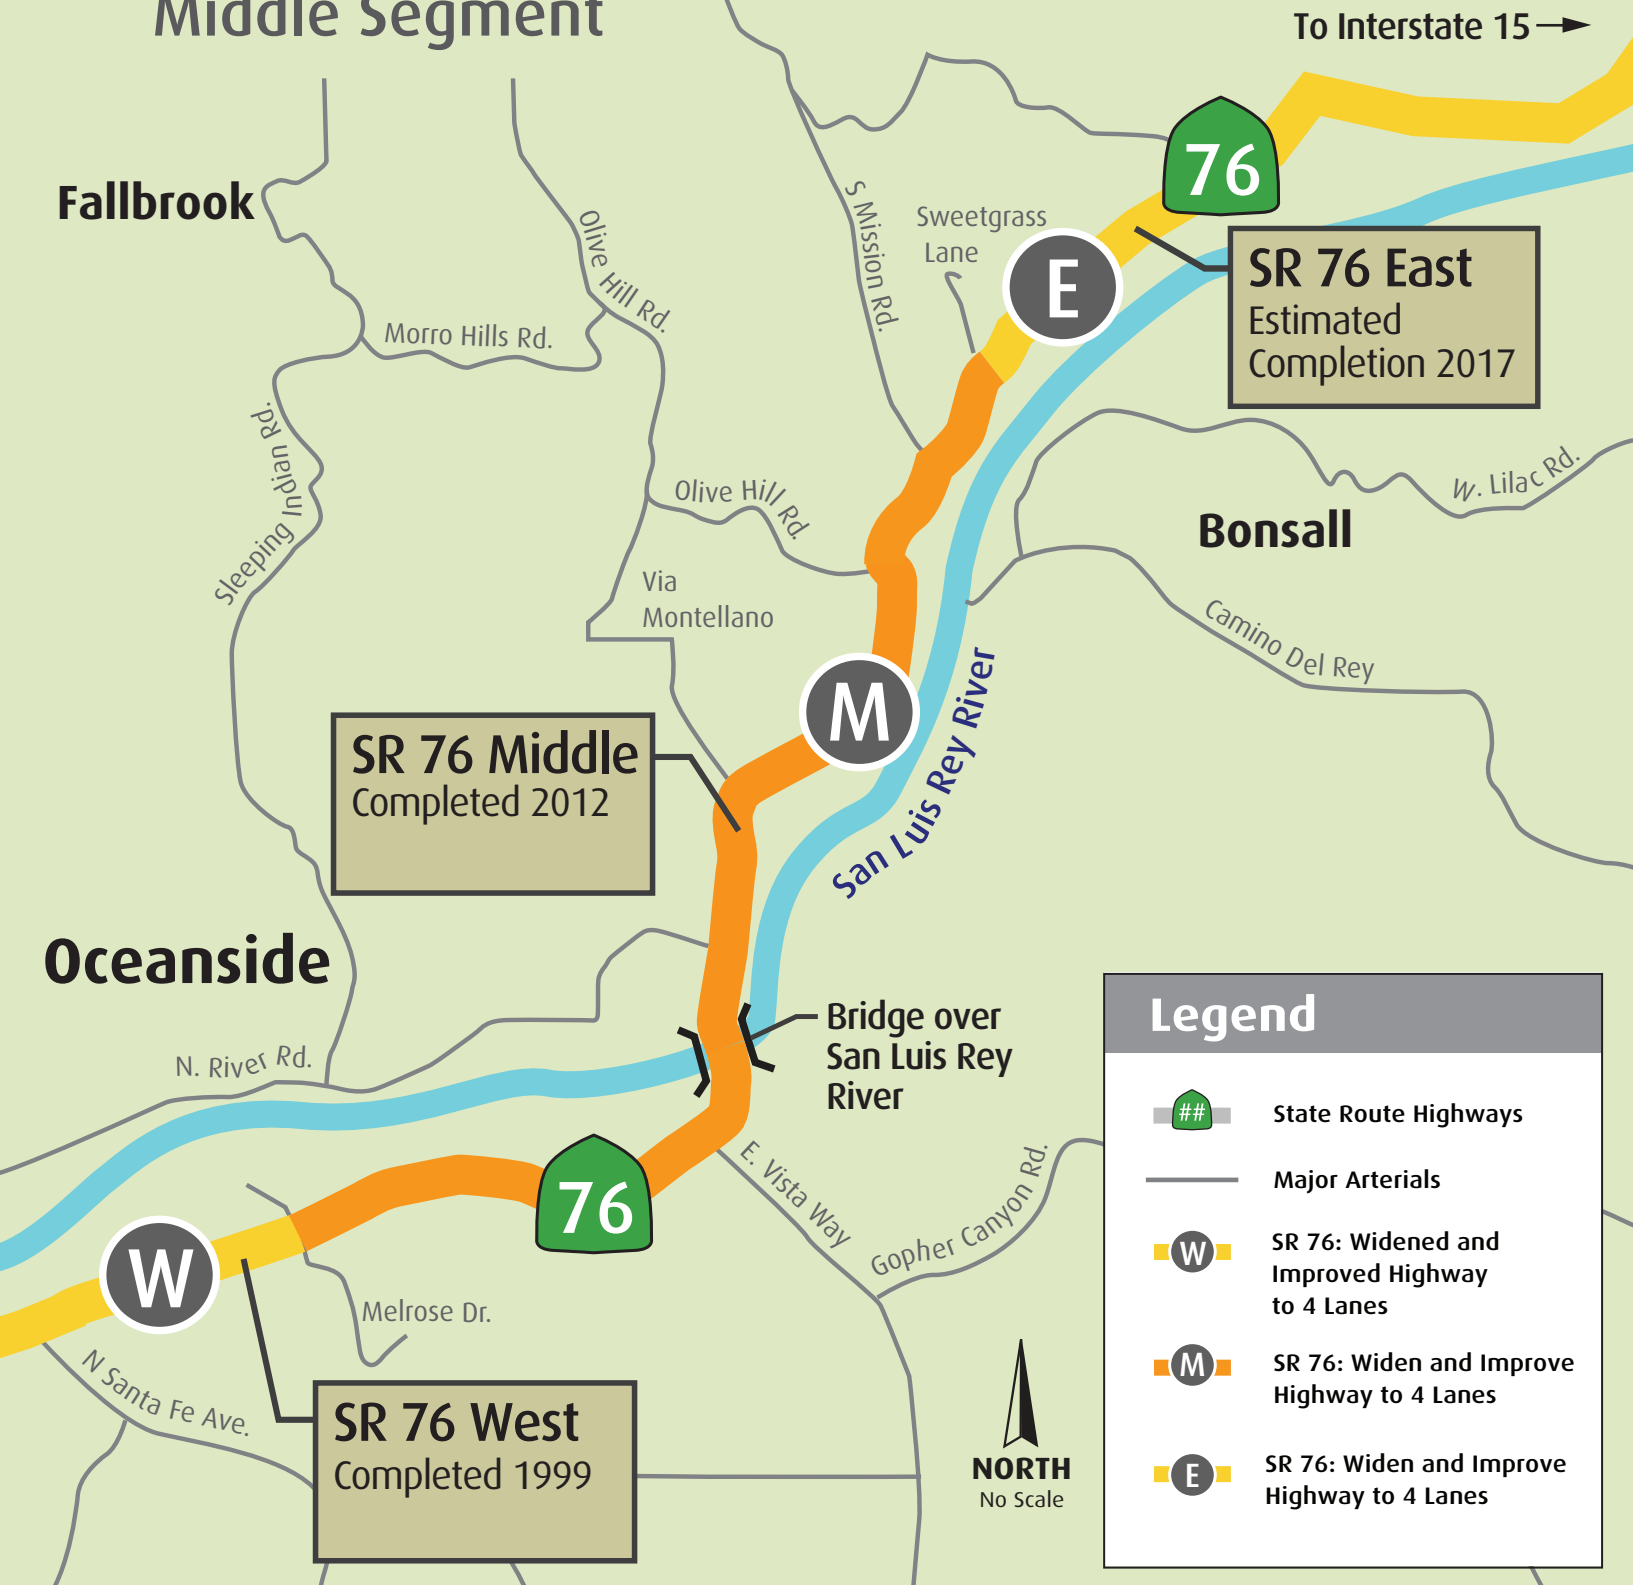 Middle Segment
To Interstate 15
76
Fallbrook
Olive Hill Rd.
S Mission Rd.
Sweetgrass
Lane
E
SR 76 East
Estimated
Completion 2017
Morro Hills Rd.
Sleeping Indian Rd.
Olive Hill Rd.
W. Lilac Rd.
Bonsall
Via
Montellano
Camino Del Rey
M
San Luis Rey River
SR 76 Middle
Completed 2012
Oceanside
N. River Rd.
Bridge over
San Luis Rey
River
76
E. Vista Way
Gopher Canyon Rd.
W
Melrose Dr.
N Santa Fe Ave.
SR 76 West
Completed 1999
NORTH
No Scale
Legend
##
State Route Highways
Major Arterials
W
SR 76: Widened and
Improved Highway
to 4 Lanes
M
SR 76: Widen and Improve
Highway to 4 Lanes
E
SR 76: Widen and Improve
Highway to 4 Lanes